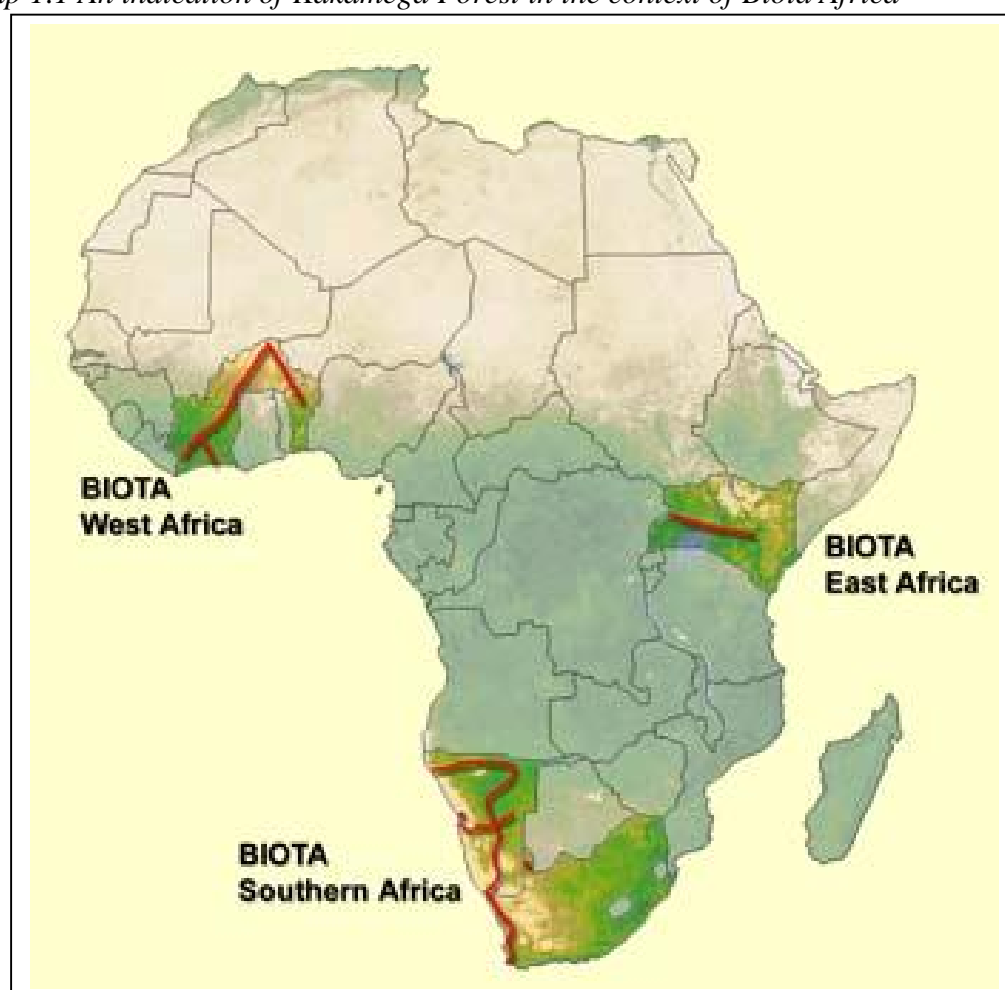 1.1 An indication of Kakamega Forest in the context of Biota Africa
BIOTA
West Africa
BIOTA
East Africa
BIOTA
Southern Africa